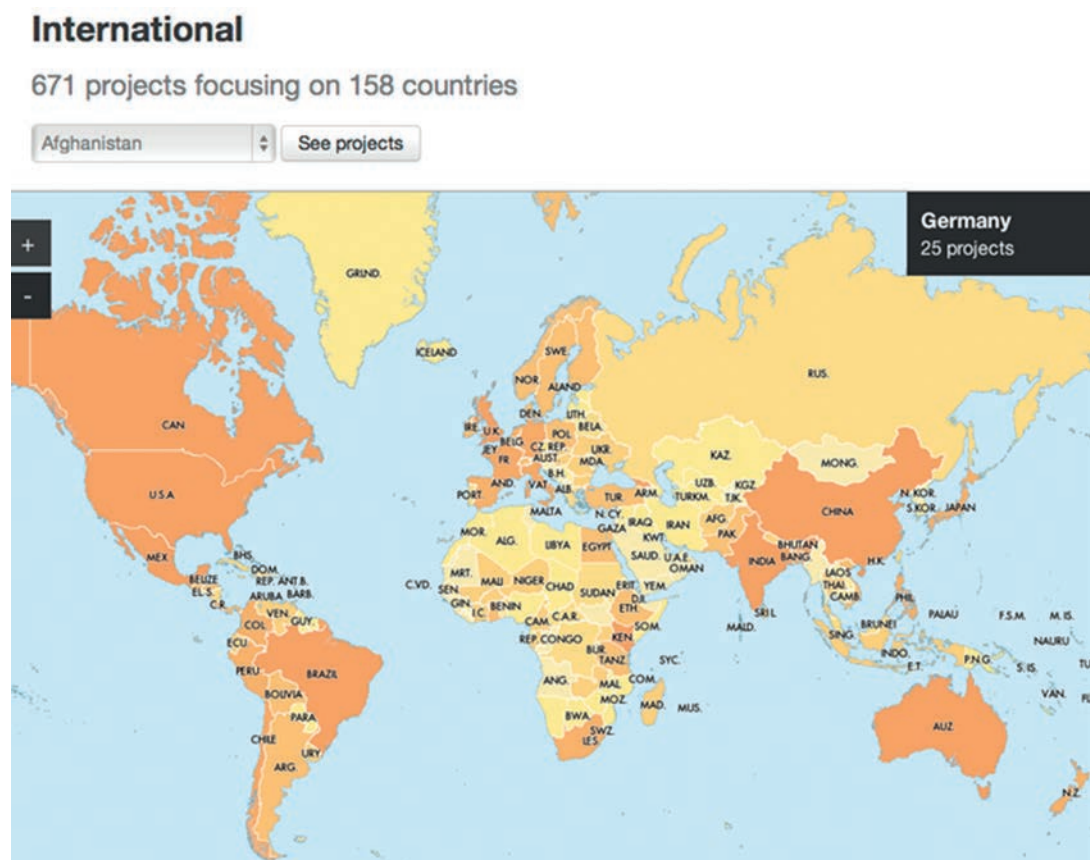 International
671 projects focusing on 158 countries
Afghanistan
See projects
+
-
Germany
25 projects
GRLND.
ICELAND
SWE.
NOR.
ALAND
RUS.
CAN
DEN.
LITH.
IRE.
U.K.
BELA.
BELG
POL.
CZ. REP.
JEY
UKR.
FR
AUST.
MDA.
KAZ.
MONG.
B.H.
U.S.A
AND.
VAT
ALB.
UZB.
KGZ.
PORT.
TUR.
ARM.
TURKM.
TJK.
N. KOR.
S.KOR.
JAPAN
MALTA
N. CY.
CHINA
GAZA
IRAQ
IRAN
AFG.
MOR.
KWT.
PAK.
ALG.
LIBYA
EGYPT
SAUD.
U.A.E.
BHUTAN
MEX
BHS.
OMAN
INDIA
BANG.
H.K.
DOM.
BELIZE
REP.
ANT.B.
MRT.
MALI
NIGER
CHAD
SUDAN
ERIT.
YEM.
LAOS
EL-S.
ARUBA
BARB.
C.VD.
SEN.
THAI.
C.R.
VEN.
GIN.
BENIN
DJI.
CAMB.
PHIL.
COL.
GUY.
I.C.
C.A.R.
ETH.
SRI L.
PALAU
F.S.M.
M. IS.
CAM.
SOM.
MALD.
BRUNEI
ECU.
REP.CONGO
KEN.
SING.
NAURU
BUR.
INDO.
PERU
BRAZIL
TANZ.
SYC.
E.T.
P.N.G.
S. IS.
TU
ANG.
COM.
BOLIVIA
MAL
MOZ.
VAN.
MAD.
MUS.
PARA
BWA.
SWZ.
AUZ
CHILE
LES.
URY.
ARG.
N.Z.